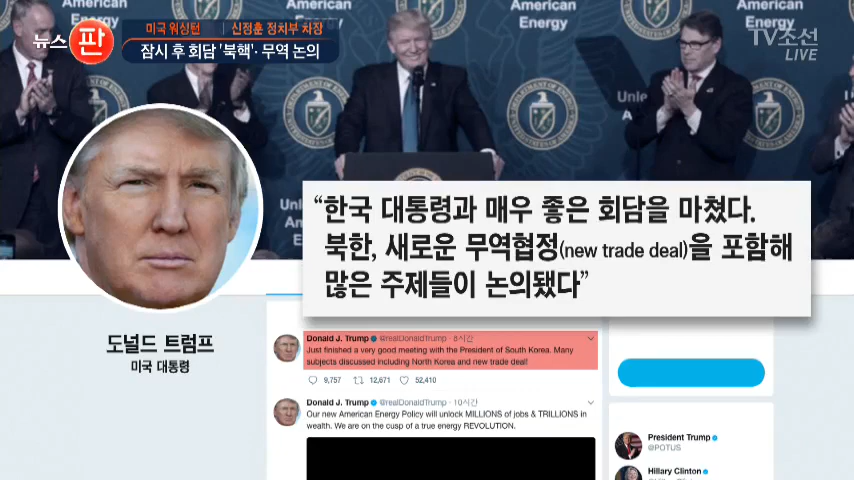 American Energy
American Energy
뉴스 판
미국 워싱턴 | 신정훈 정치부 차장
잠시 후 회담 '북핵'· 무역 논의
TV조선
LIVE
“한국 대통령과 매우 좋은 회담을 마쳤다.
북한, 새로운 무역협정(new trade deal)을 포함해
많은 주제들이 논의됐다”
도널드 트럼프
미국 대통령
Donald J. Trump @realDonaldTrump · 8시간
Just finished a very good meeting with the President of South Korea. Many
subjects discussed including North Korea and new trade deal!
9,757 12,671 52,410
Donald J. Trump @realDonaldTrump · 10시간
Our new American Energy Policy will unlock MILLIONS of jobs & TRILLIONS in
wealth. We are on the cusp of a true energy REVOLUTION.
President Trump
@POTUS
Hillary Clinton